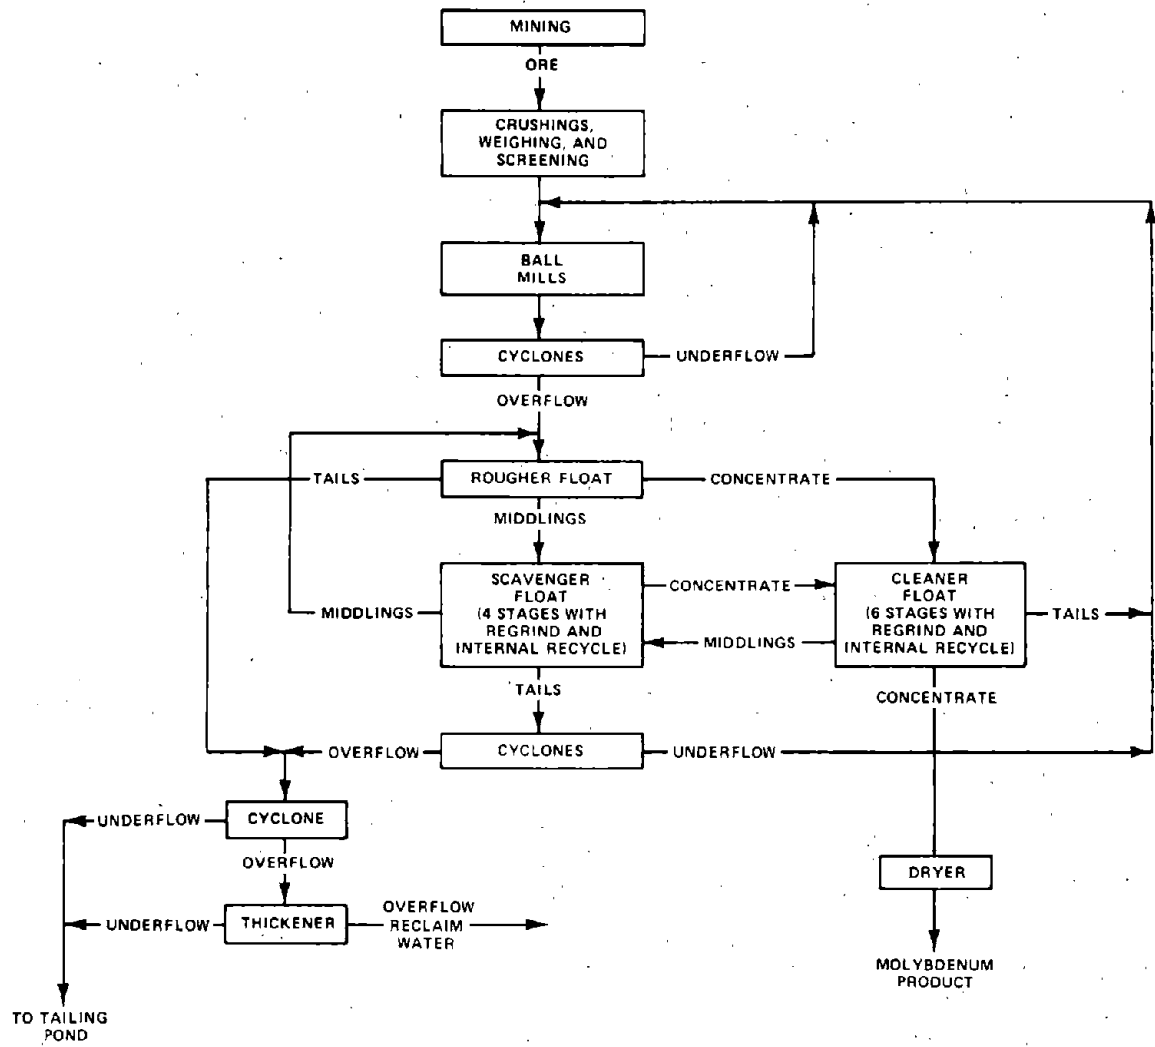 MINING
ORE
CRUSHINGS,
WEIGHING, AND
SCREENING
BALL
MILLS
CYCLONES
UNDERFLOW
OVERFLOW
TAILS
ROUGHER FLOAT
CONCENTRATE
MIDDLINGS
SCAVENGER
FLOAT
(4 STAGES WITH
REGRIND AND
INTERNAL RECYCLE)
CONCENTRATE
CLEANER
FLOAT
(6 STAGES WITH
REGRIND AND
INTERNAL RECYCLE)
MIDDLINGS
TAILS
MIDDLINGS
TAILS
CONCENTRATE
OVERFLOW
CYCLONES
UNDERFLOW
UNDERFLOW
CYCLONE
OVERFLOW
DRYER
UNDERFLOW
THICKENER
OVERFLOW
RECLAIM
WATER
MOLYBDENUM
PRODUCT
TO TAILING
POND